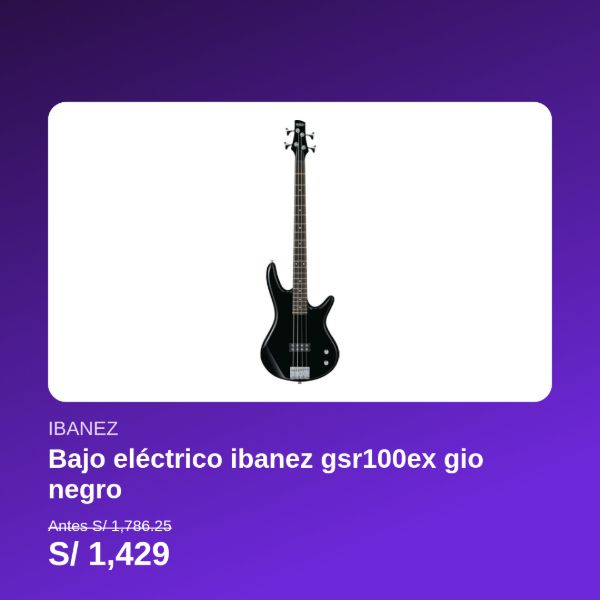 IBANEZ
Bajo eléctrico ibanez gsr100ex gio
negro
Antes S/ 1,786.25
S/ 1,429